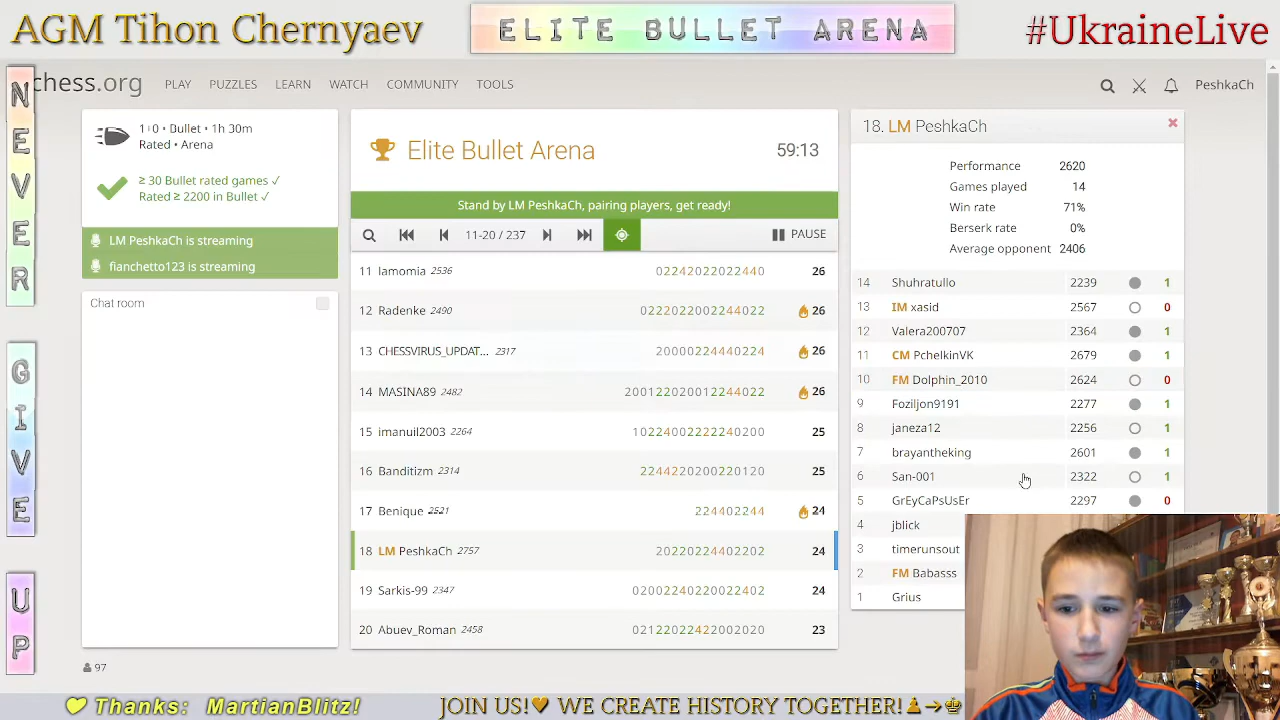 AGM Tihon Chernyaev
ELITE BULLET ARENA
#UkraineLive
NEVER
GIVE
UP
chess.org
PLAY PUZZLES LEARN WATCH COMMUNITY TOOLS
PeshkaCh
1+0 • Bullet • 1h 30m
Rated • Arena
≥ 30 Bullet rated games ✓
Rated ≥ 2200 in Bullet ✓
LM PeshkaCh is streaming
fianchetto123 is streaming
Chat room
97
Elite Bullet Arena 59:13
Stand by LM PeshkaCh, pairing players, get ready!
11-20 / 237 PAUSE
11 Iamomia 2536 02242022022440 26
12 Radenke 2490 0222022002244022 26
13 CHESSVIRUS_UPDAT... 2317 20000224440224 26
14 MASINA89 2482 2001220200122440 26
15 imanuil2003 2264 1022400222240200 25
16 Banditizm 2314 2244220200220120 25
17 Benique 2521 224402244 24
18 LM PeshkaCh 2757 20220224402202 24
19 Sarkis-99 2347 0200224020022402 24
20 Abuev_Roman 2458 02122022422002020 23
18. LM PeshkaCh
Performance 2620
Games played 14
Win rate 71%
Berserk rate 0%
Average opponent 2406
14 Shuhratullo 2239 1
13 IM xasid 2567 0
12 Valera200707 2364 1
11 CM PchelkinVK 2679 1
10 FM Dolphin_2010 2624 0
9 Foziljon9191 2277 1
8 janeza12 2256 1
7 brayantheking 2601 1
6 San-001 2322 1
5 GrEyCaPsUsEr 2297 0
4 jblick
3 timerunsout
2 FM Babasss
1 Grius
Thanks: MartianBlitz!
JOIN US! WE CREATE HISTORY TOGETHER!